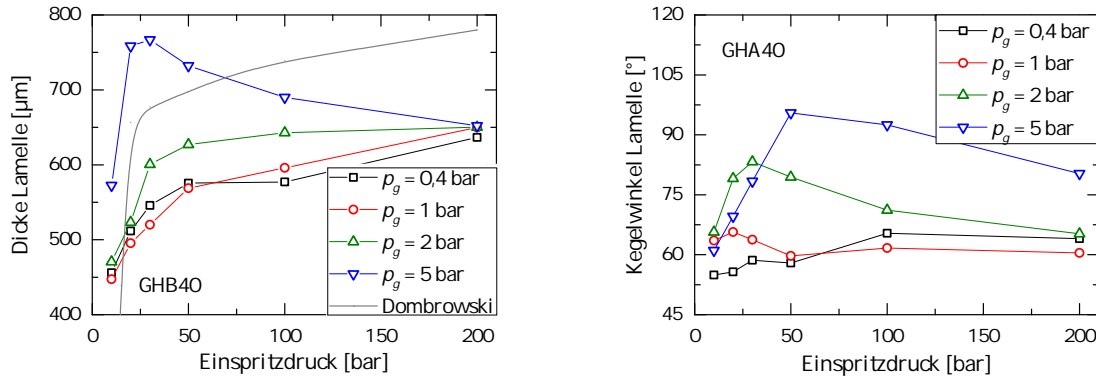 800
700
600
500
400
Dicke Lamelle [µm]
GHB40
p_g = 0,4 bar
p_g = 1 bar
p_g = 2 bar
p_g = 5 bar
Dombrowski
0 50 100 150 200
Einspritzdruck [bar]
120
105
90
75
60
45
Kegelwinkel Lamelle [°]
GHA40
p_g = 0,4 bar
p_g = 1 bar
p_g = 2 bar
p_g = 5 bar
0 50 100 150 200
Einspritzdruck [bar]